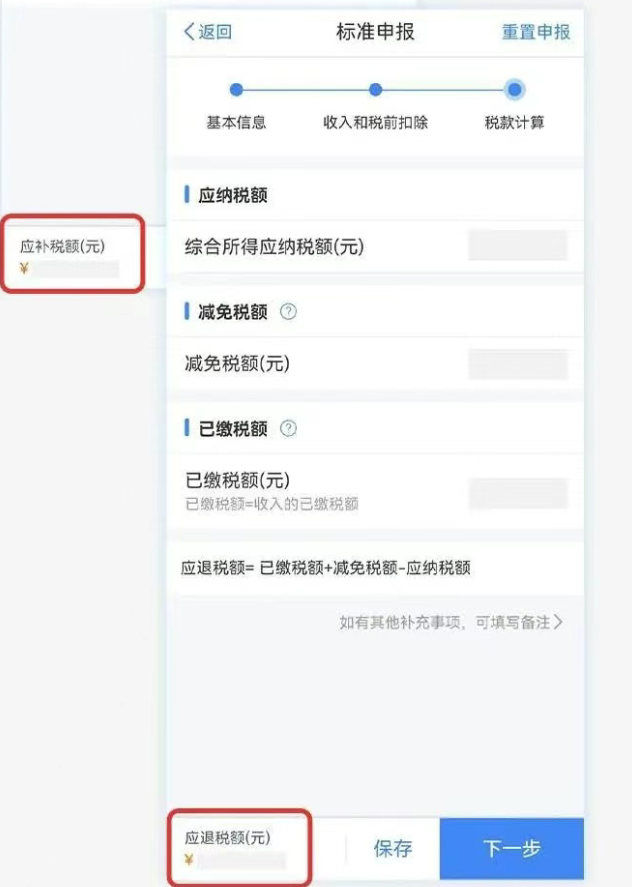 返回
标准申报
重置申报
基本信息
收入和税前扣除
税款计算
应纳税额
综合所得应纳税额(元)
应补税额(元)
¥
减免税额
?
减免税额(元)
已缴税额
?
已缴税额(元)
已缴税额=收入的已缴税额
应退税额= 已缴税额+减免税额-应纳税额
如有其他补充事项，可填写备注
应退税额(元)
¥
保存
下一步